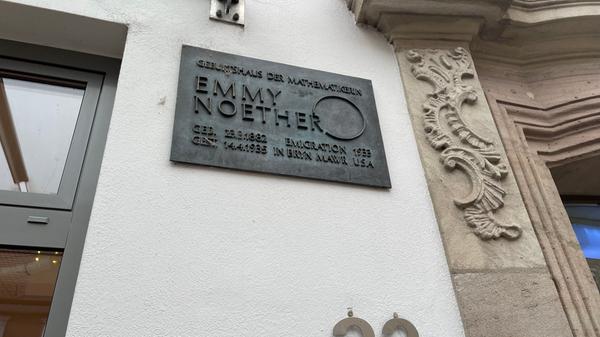 GEBURTSHAUS DER MATHEMATIKERIN
EMMY
NOETHER
GEB. 23.3.1882 EMIGRATION 1933
GEST. 14.4.1935 IN BRYN MAWR USA